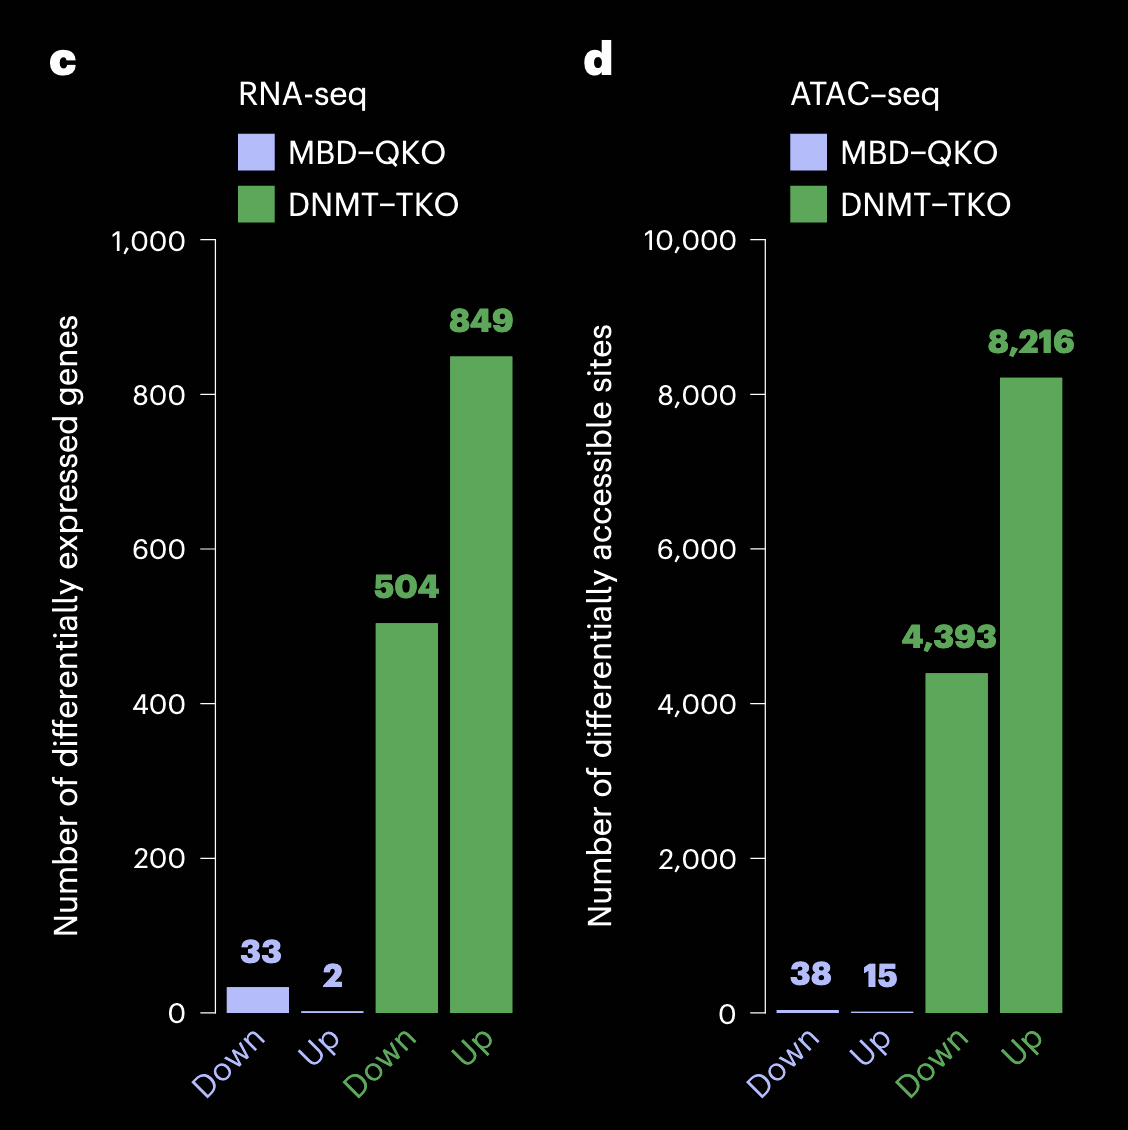 c
RNA-seq
MBD–QKO
DNMT–TKO
Number of differentially expressed genes
1,000
800
600
400
200
0
849
504
33
2
Down
Up
Down
Up
d
ATAC–seq
MBD–QKO
DNMT–TKO
Number of differentially accessible sites
10,000
8,000
6,000
4,000
2,000
0
8,216
4,393
38
15
Down
Up
Down
Up